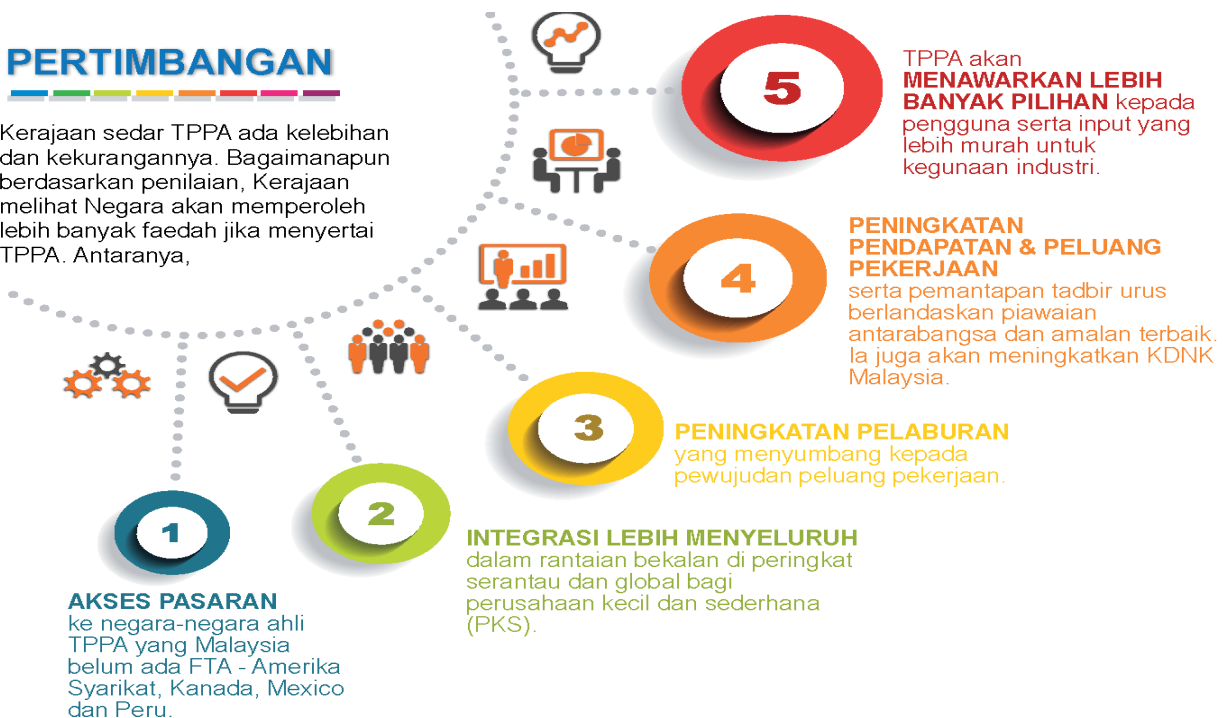 PERTIMBANGAN
Kerajaan sedar TPPA ada kelebihan
dan kekurangannya. Bagaimanapun
berdasarkan penilaian, Kerajaan
melihat Negara akan memperoleh
lebih banyak faedah jika menyertai
TPPA. Antaranya,
1
AKSES PASARAN
ke negara-negara ahli
TPPA yang Malaysia
belum ada FTA - Amerika
Syarikat, Kanada, Mexico
dan Peru.
2
INTEGRASI LEBIH MENYELURUH
dalam rantaian bekalan di peringkat
serantau dan global bagi
perusahaan kecil dan sederhana
(PKS).
3
PENINGKATAN PELABURAN
yang menyumbang kepada
pewujudan peluang pekerjaan.
4
PENINGKATAN
PENDAPATAN & PELUANG
PEKERJAAN
serta pemantapan tadbir urus
berlandaskan piawaian
antarabangsa dan amalan terbaik.
Ia juga akan meningkatkan KDNK
Malaysia.
5
TPPA akan
MENAWARKAN LEBIH
BANYAK PILIHAN kepada
pengguna serta input yang
lebih murah untuk
kegunaan industri.